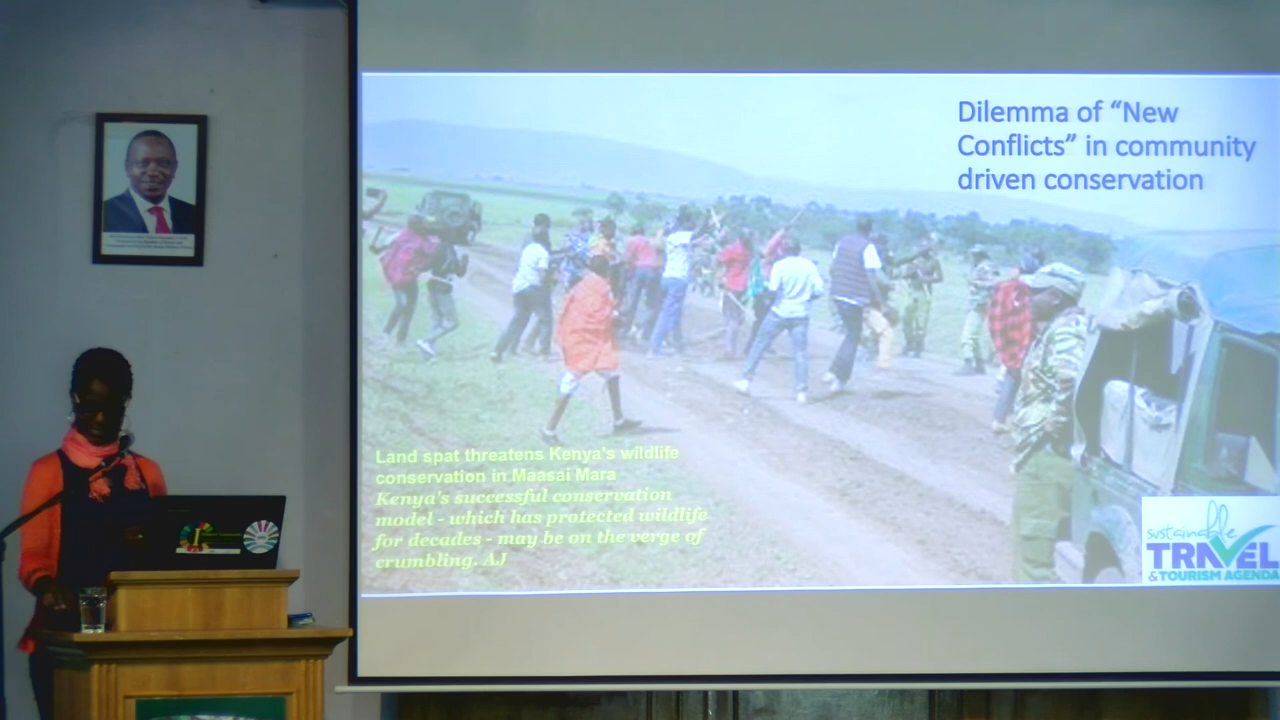 Dilemma of “New
Conflicts” in community
driven conservation
Land spat threatens Kenya's wildlife
conservation in Maasai Mara
Kenya's successful conservation
model - which has protected wildlife
for decades - may be on the verge of
crumbling. AJ
sustainable
TRAVEL
& TOURISM AGENDA